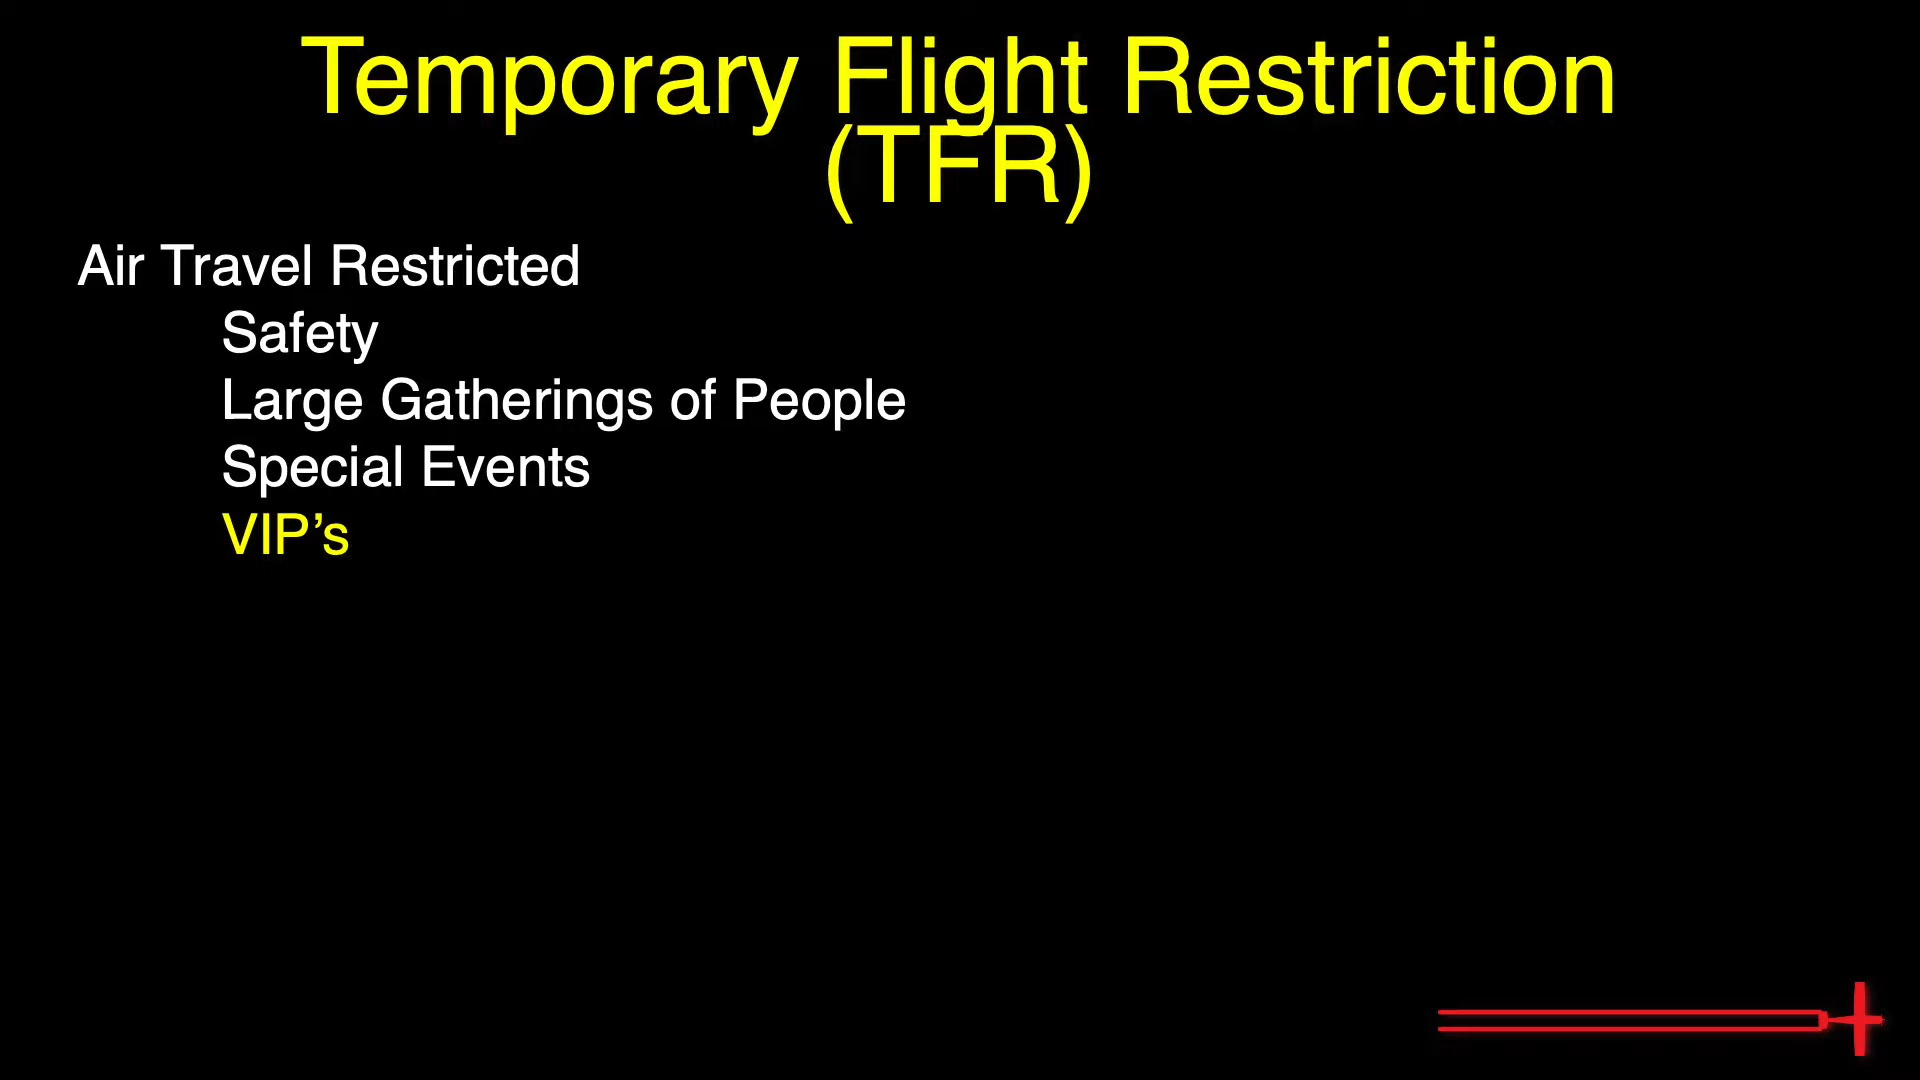 Temporary Flight Restriction
(TFR)
Air Travel Restricted
Safety
Large Gatherings of People
Special Events
VIP’s